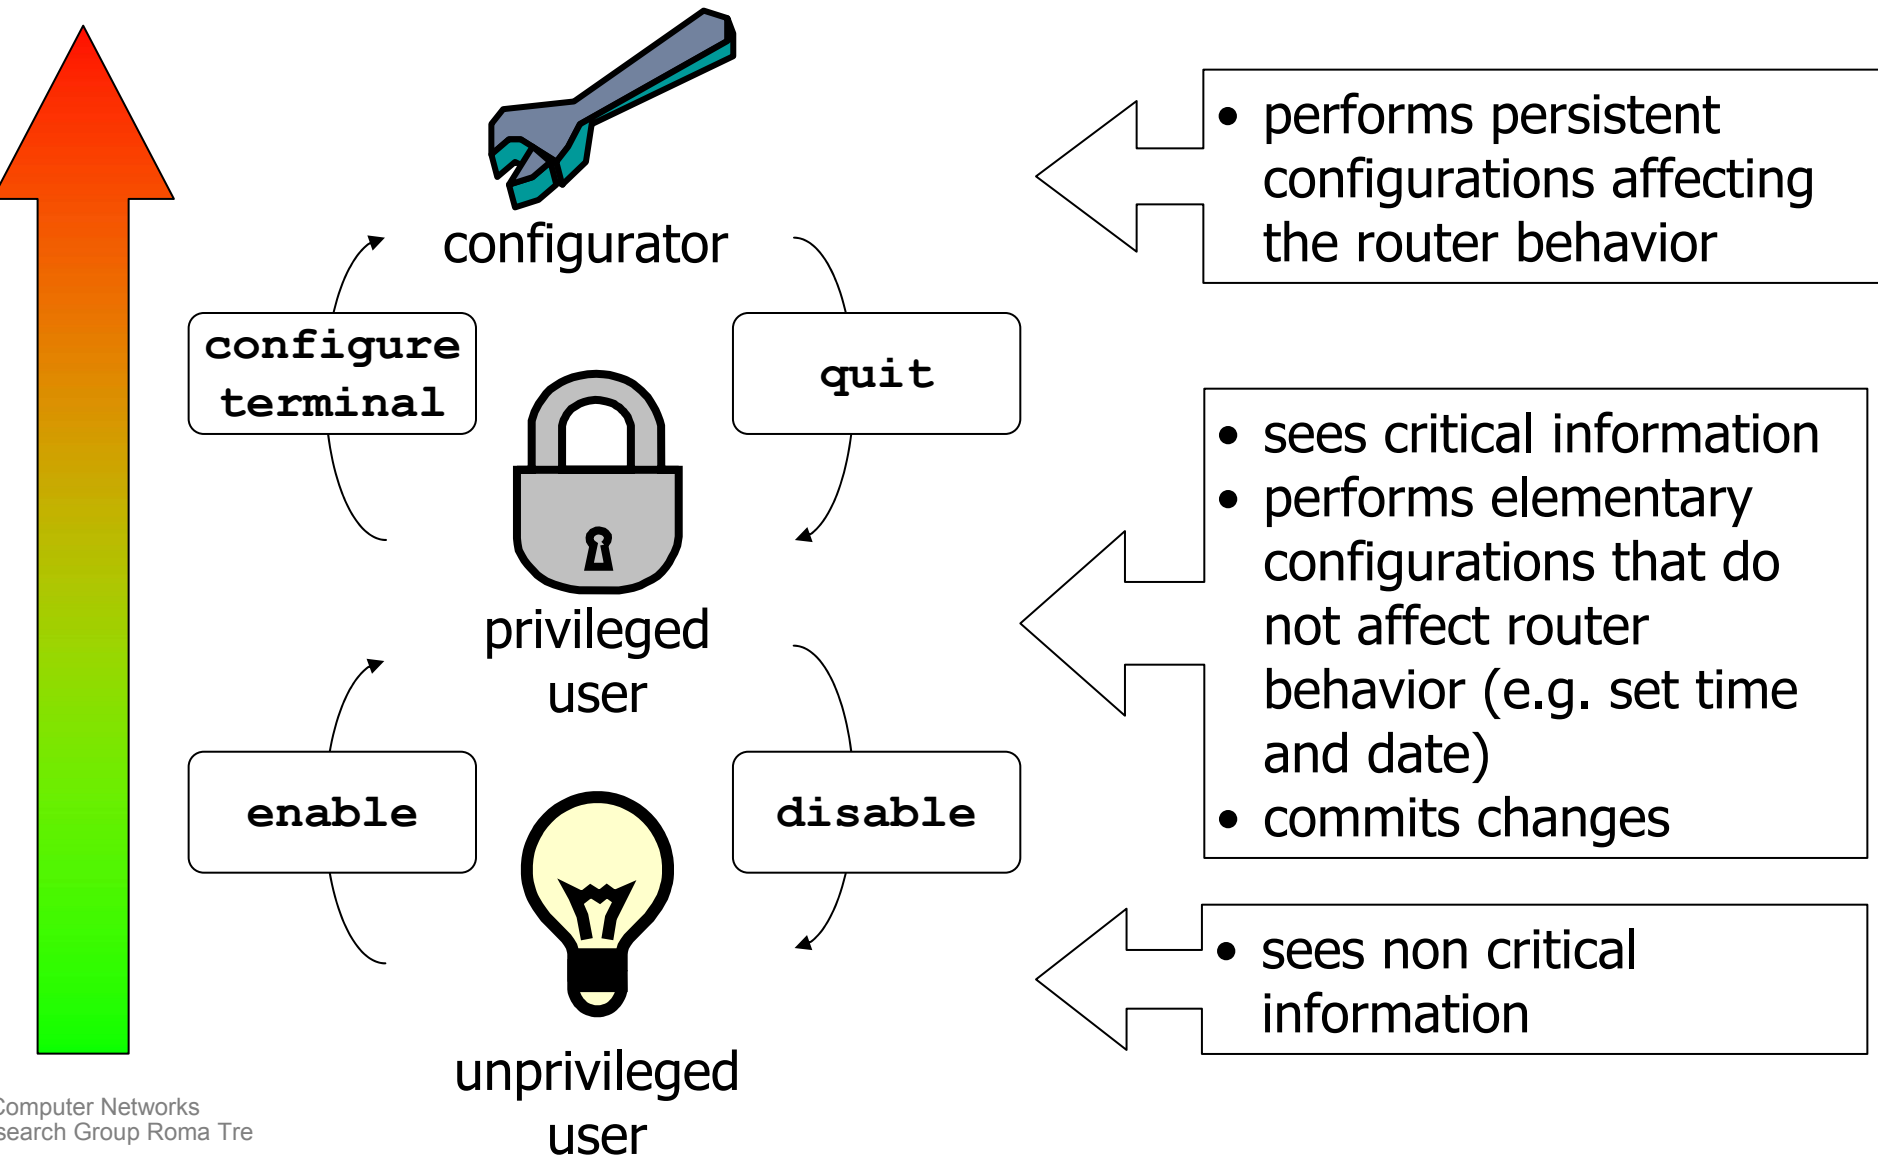 configurator
configure
terminal
quit
privileged
user
enable
disable
unprivileged
user
• performs persistent
configurations affecting
the router behavior
• sees critical information
• performs elementary
configurations that do
not affect router
behavior (e.g. set time
and date)
• commits changes
• sees non critical
information
Computer Networks
search Group Roma Tre